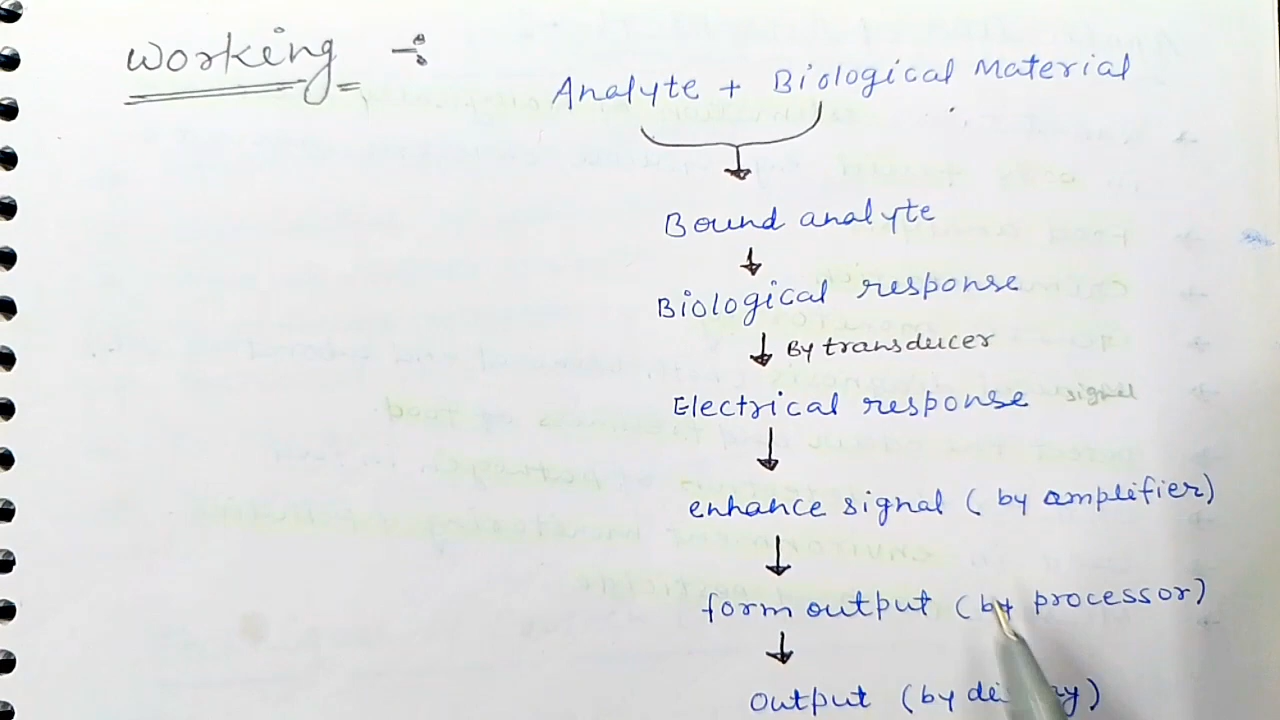 Working :-
Analyte + Biological Material
Bound analyte
Biological response
By transducer
Electrical response signal
enhance signal (by amplifier)
form output (by processor)
Output (by